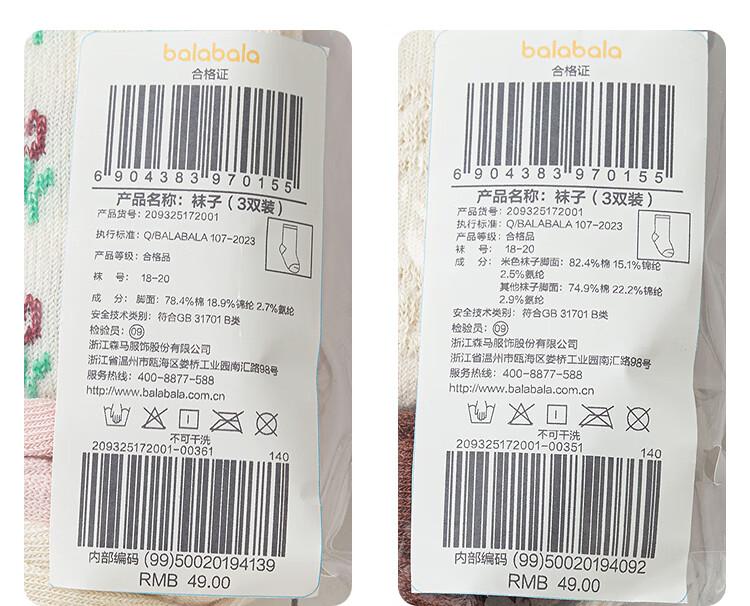 balabala
合格证
6 904383 970155
产品名称：袜子（3双装）
产品货号：209325172001
执行标准：Q/BALABALA 107-2023
产品等级：合格品
袜 号：18-20
成 分：脚面：78.4%棉 18.9%锦纶 2.7%氨纶
安全技术类别：符合GB 31701 B类
检验员：09
浙江森马服饰股份有限公司
浙江省温州市瓯海区娄桥工业园南汇路98号
服务热线：400-8877-588
http://www.balabala.com.cn
不可干洗
209325172001-00361
140
内部编码 (99)50020194139
RMB 49.00
balabala
合格证
6 904383 970155
产品名称：袜子（3双装）
产品货号：209325172001
执行标准：Q/BALABALA 107-2023
产品等级：合格品
袜 号：18-20
成 分：米色袜子脚面：82.4%棉 15.1%锦纶
2.5%氨纶
其他袜子脚面：74.9%棉 22.2%锦纶
2.9%氨纶
安全技术类别：符合GB 31701 B类
检验员：09
浙江森马服饰股份有限公司
浙江省温州市瓯海区娄桥工业园南汇路98号
服务热线：400-8877-588
http://www.balabala.com.cn
不可干洗
209325172001-00351
140
内部编码 (99)50020194092
RMB 49.00